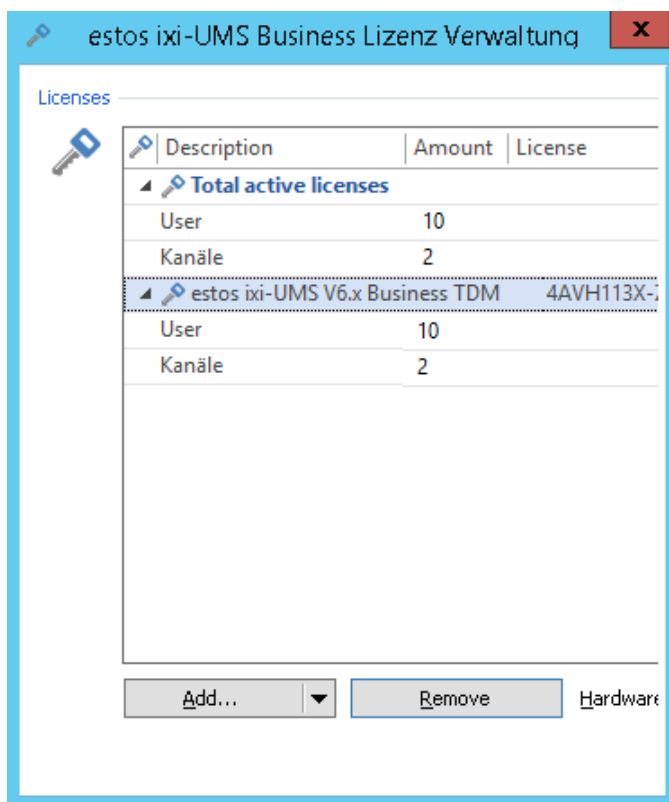 estos ixi-UMS Business Lizenz Verwaltung x
Licenses
Description Amount License
Total active licenses
User 10
Kanäle 2
estos ixi-UMS V6.x Business TDM 4AVH113X-
User 10
Kanäle 2
Add... Remove Hardware